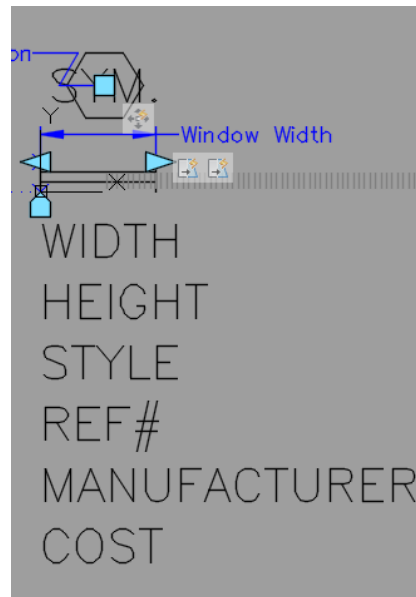 on
SYM.
Y
Window Width
X
WIDTH
HEIGHT
STYLE
REF#
MANUFACTURER
COST